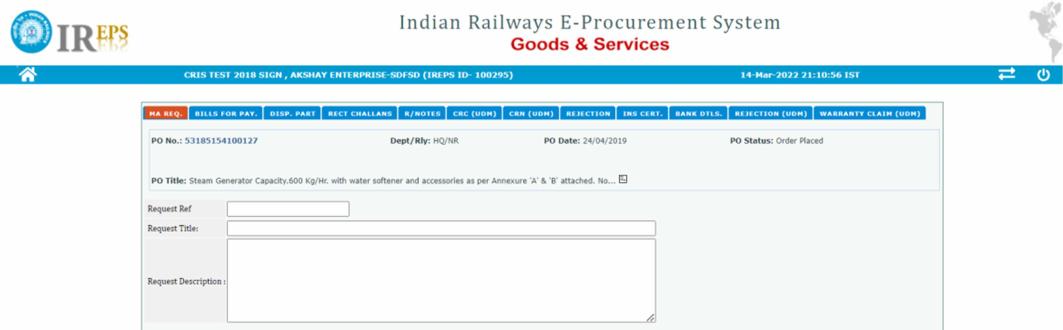 IREPS
Indian Railways E-Procurement System
Goods & Services
CRIS TEST 2018 SIGN , AKSHAY ENTERPRISE-SDFSD (IREPS ID- 100295) 14-Mar-2022 21:10:56 IST
MA REQ. BILLS FOR PAY. DISP. PART RECT CHALLANS R/NOTES CRC (UDM) CRN (UDM) REJECTION INS CERT. BANK DTLS. REJECTION (UDM) WARRANTY CLAIM (UDM)
PO No.: 53185154100127 Dept/Rly: HQ/NR PO Date: 24/04/2019 PO Status: Order Placed
PO Title: Steam Generator Capacity.600 Kg/Hr. with water softener and accessories as per Annexure 'A' & 'B' attached. No...
Request Ref
Request Title:
Request Description :